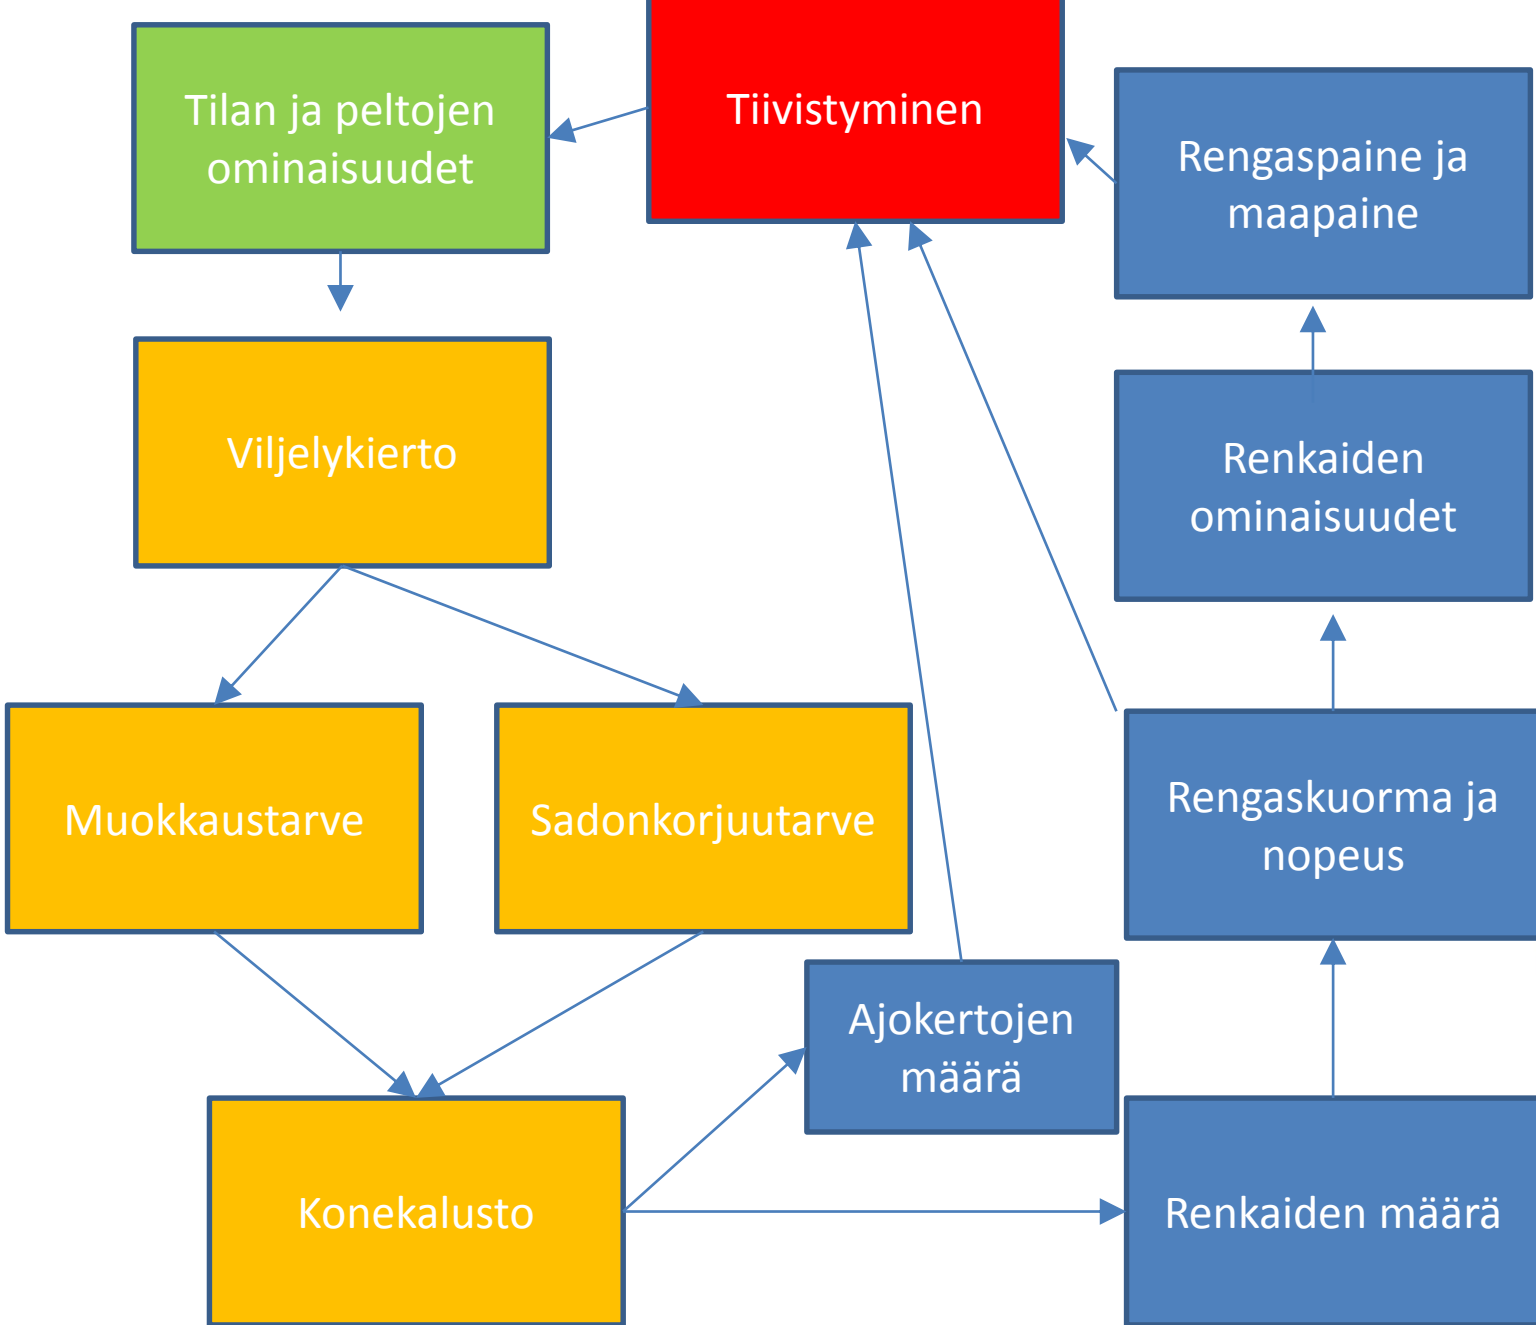 Tilan ja peltojen
ominaisuudet
Tiivistyminen
Rengaspaine ja
maapaine
Viljelykierto
Renkaiden
ominaisuudet
Muokkaustarve
Sadonkorjuutarve
Rengaskuorma ja
nopeus
Ajokertojen
määrä
Konekalusto
Renkaiden määrä